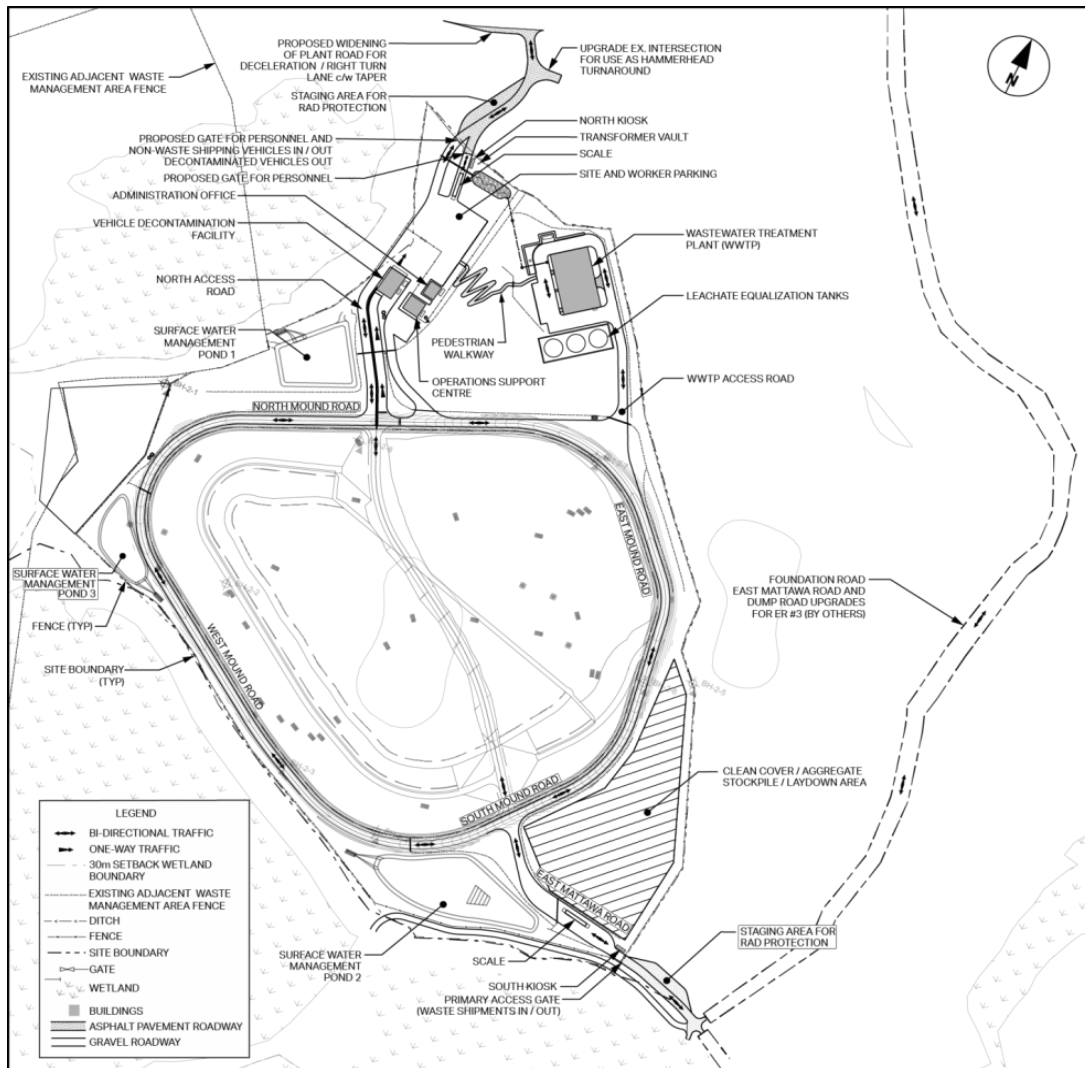 PROPOSED WIDENING
OF PLANT ROAD FOR
DECELERATION / RIGHT TURN
LANE c/w TAPER
UPGRADE EX. INTERSECTION
FOR USE AS HAMMERHEAD
TURNAROUND
N
EXISTING ADJACENT WASTE
MANAGEMENT AREA FENCE
STAGING AREA FOR
RAD PROTECTION
NORTH KIOSK
TRANSFORMER VAULT
SCALE
SITE AND WORKER PARKING
PROPOSED GATE FOR PERSONNEL AND
NON-WASTE SHIPPING VEHICLES IN / OUT
DECONTAMINATED VEHICLES OUT
PROPOSED GATE FOR PERSONNEL
ADMINISTRATION OFFICE
VEHICLE DECONTAMINATION
FACILITY
NORTH ACCESS
ROAD
SURFACE WATER
MANAGEMENT
POND 1
WASTEWATER TREATMENT
PLANT (WWTP)
LEACHATE EQUALIZATION TANKS
PEDESTRIAN
WALKWAY
OPERATIONS SUPPORT
CENTRE
WWTP ACCESS ROAD
BH-2-1
NORTH MOUND ROAD
EAST MOUND ROAD
SURFACE WATER
MANAGEMENT
POND 3
FENCE (TYP)
WEST MOUND ROAD
SITE BOUNDARY
(TYP)
FOUNDATION ROAD
EAST MATTAWA ROAD AND
DUMP ROAD UPGRADES
FOR ER #3 (BY OTHERS)
BH-2-5
CLEAN COVER / AGGREGATE
STOCKPILE / LAYDOWN AREA
SOUTH MOUND ROAD
EAST MATTAWA ROAD
STAGING AREA FOR
RAD PROTECTION
SURFACE WATER
MANAGEMENT
POND 2
SCALE
SOUTH KIOSK
PRIMARY ACCESS GATE
(WASTE SHIPMENTS IN / OUT)
LEGEND
BI-DIRECTIONAL TRAFFIC
ONE-WAY TRAFFIC
30m SETBACK WETLAND
BOUNDARY
EXISTING ADJACENT WASTE
MANAGEMENT AREA FENCE
DITCH
FENCE
SITE BOUNDARY
GATE
WETLAND
BUILDINGS
ASPHALT PAVEMENT ROADWAY
GRAVEL ROADWAY